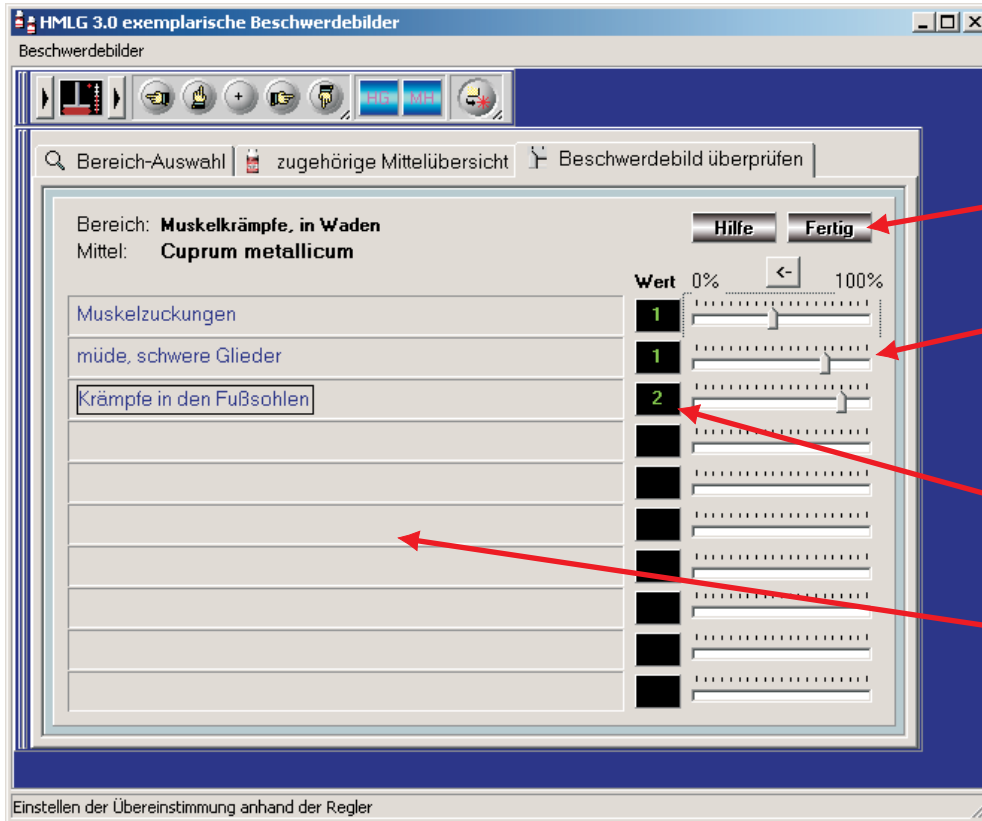 HMLG 3.0 exemplarische Beschwerdebilder
Beschwerdebilder
HG MH
Bereich-Auswahl zugehörige Mittelübersicht Beschwerdebild überprüfen
Bereich: Muskelkrämpfe, in Waden
Hilfe Fertig
Mittel: Cuprum metallicum
Wert 0% <- 100%
Muskelzuckungen 1
müde, schwere Glieder 1
Krämpfe in den Fußsohlen 2
Einstellen der Übereinstimmung anhand der Regler